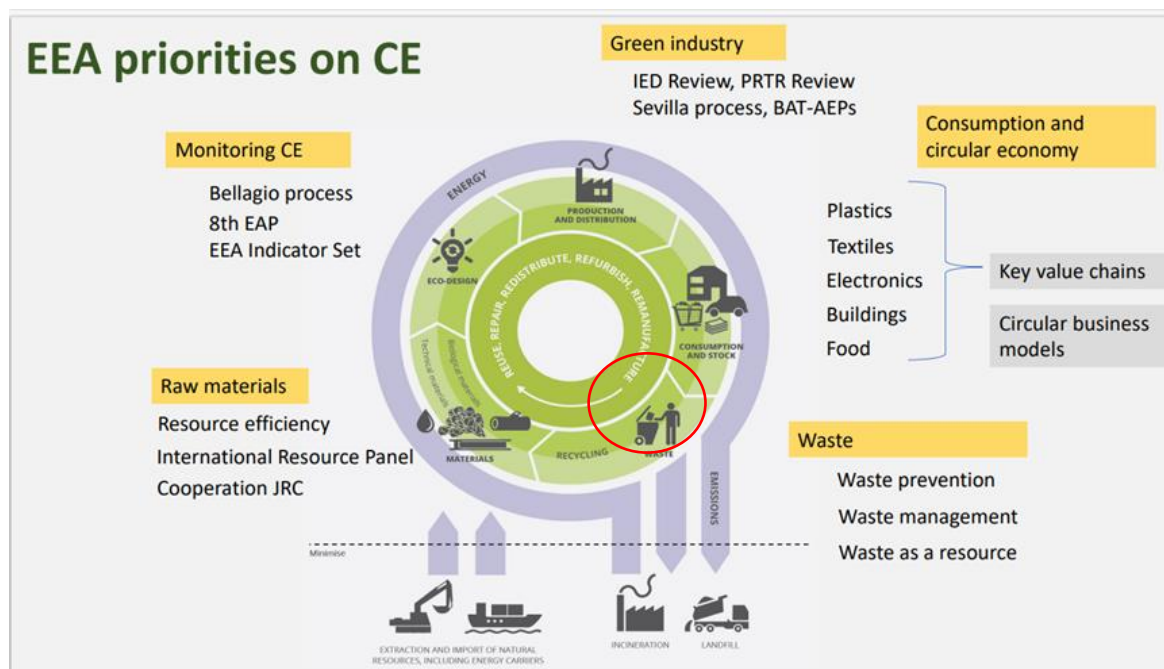 EEA priorities on CE
Green industry
IED Review, PRTR Review
Sevilla process, BAT-AEPs
Monitoring CE
Bellagio process
8th EAP
EEA Indicator Set
Consumption and
circular economy
Plastics
Textiles
Electronics
Buildings
Food
Key value chains
Circular business
models
Raw materials
Resource efficiency
International Resource Panel
Cooperation JRC
Waste
Waste prevention
Waste management
Waste as a resource
ENERGY
PRODUCTION
AND DISTRIBUTION
ECO-DESIGN
REUSE, REPAIR, REDISTRIBUTE, REFURBISH, REMANUFACTURE
CONSUMPTION
AND STOCK
Technical materials
Biological materials
MATERIALS
RECYCLING
WASTE
EMISSIONS
Minimise
EXTRACTION AND IMPORT OF NATURAL
RESOURCES, INCLUDING ENERGY CARRIERS
INCINERATION
LANDFILL